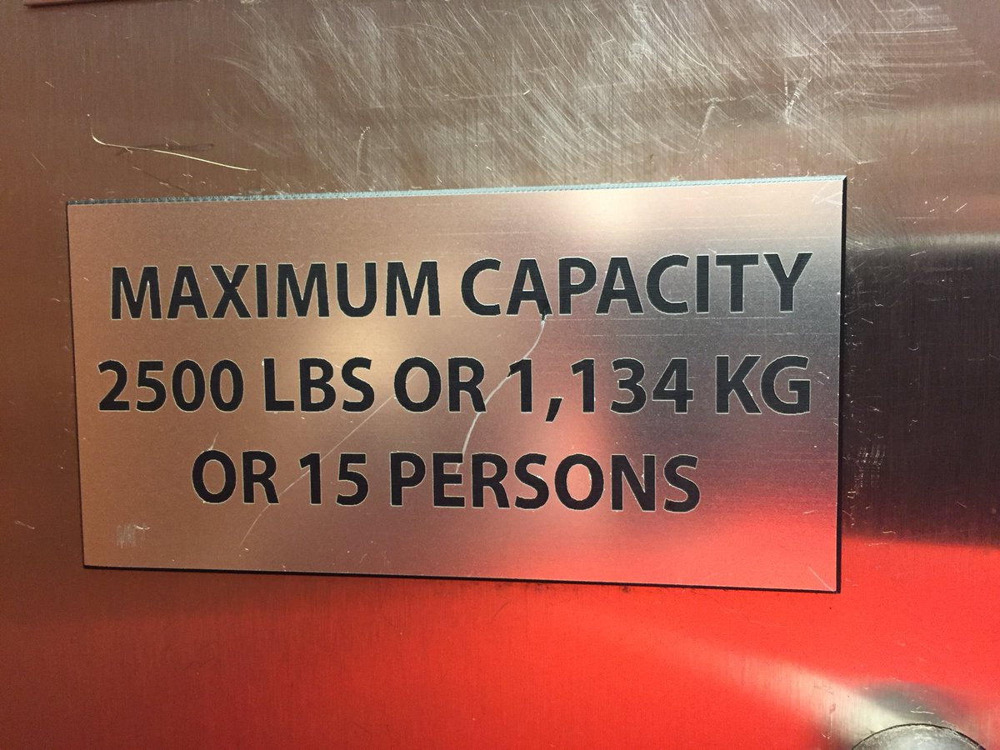 MAXIMUM CAPACITY
2500 LBS OR 1,134 KG
OR 15 PERSONS